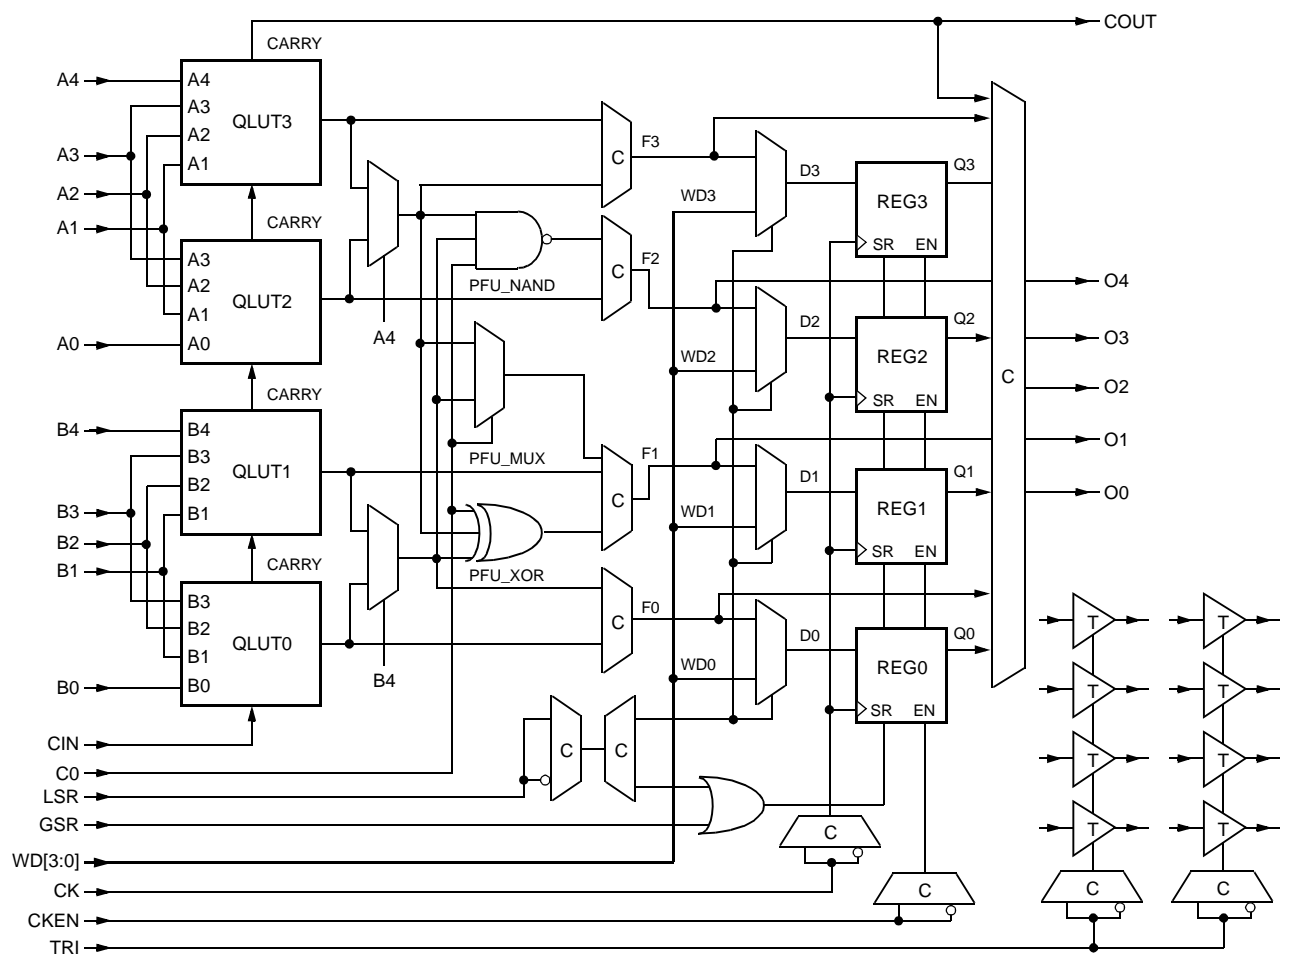 COUT
CARRY
A4
A4
A3
QLUT3
A2
A3
A1
A2
A1
CARRY
A3
A2
QLUT2
A1
A0
A0
CARRY
B4
B4
B3
QLUT1
B2
B3
B1
B2
B1
CARRY
B3
B2
QLUT0
B1
B0
B0
CIN
C0
LSR
GSR
WD[3:0]
CK
CKEN
TRI
A4
B4
PFU_NAND
PFU_MUX
PFU_XOR
C
F3
C
F2
C
F1
C
F0
C
C
WD3
WD2
WD1
WD0
D3
D2
D1
D0
REG3
SR EN
Q3
REG2
SR EN
Q2
REG1
SR EN
Q1
REG0
SR EN
Q0
C
C
C
O4
O3
O2
O1
O0
T T
T T
T T
T T
C C